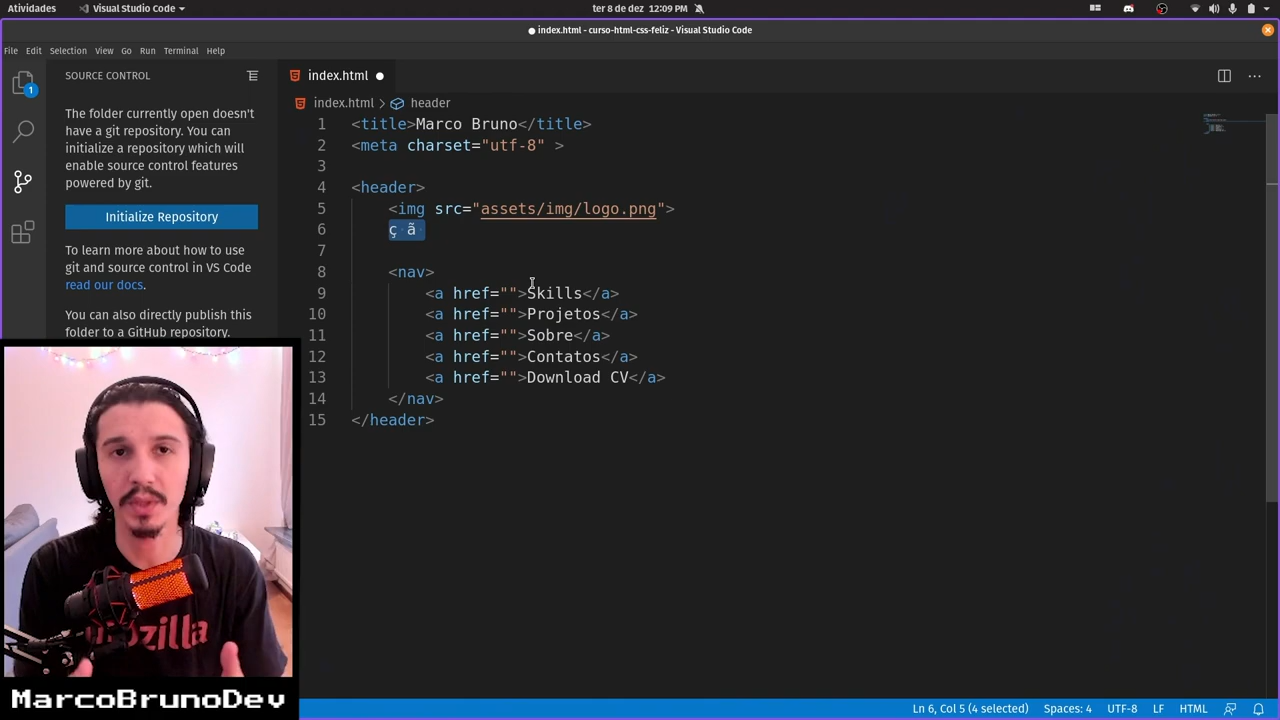 Atividades
Visual Studio Code
ter 8 de dez 12:09 PM
● index.html - curso-html-css-feliz - Visual Studio Code
File Edit Selection View Go Run Terminal Help
SOURCE CONTROL
The folder currently open doesn't
have a git repository. You can
initialize a repository which will
enable source control features
powered by git.
Initialize Repository
To learn more about how to use
git and source control in VS Code
read our docs.
You can also directly publish this
folder to a GitHub repository.
1
index.html ●
index.html > header
1 <title>Marco Bruno</title>
2 <meta charset="utf-8" >
3
4 <header>
5 <img src="assets/img/logo.png">
6 ç ã
7
8 <nav>
9 <a href="">Skills</a>
10 <a href="">Projetos</a>
11 <a href="">Sobre</a>
12 <a href="">Contatos</a>
13 <a href="">Download CV</a>
14 </nav>
15 </header>
mozilla
MarcoBrunoDev
Ln 6, Col 5 (4 selected) Spaces: 4 UTF-8 LF HTML